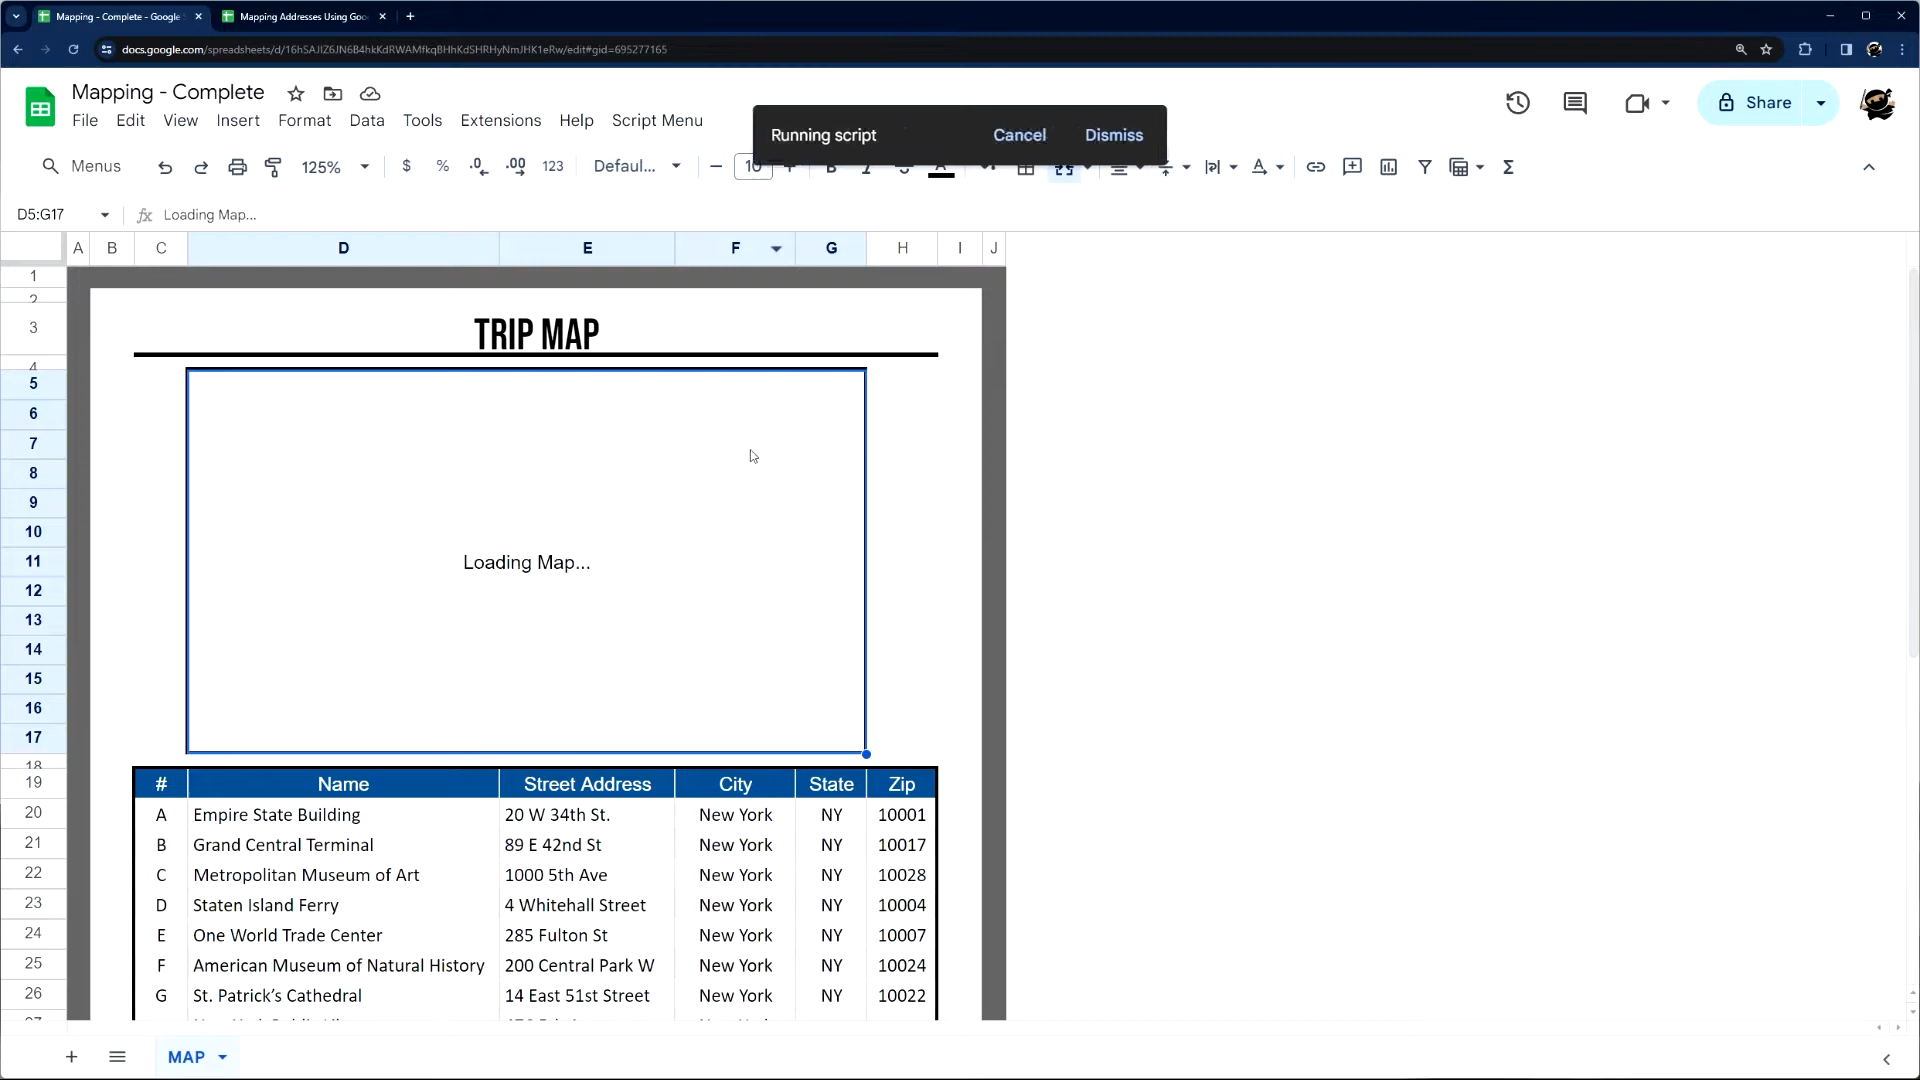 Mapping - Complete - Google S
Mapping Addresses Using Goo
docs.google.com/spreadsheets/d/16hSAJIZ6JN6B4hkKdRWAMfkqBHhKdSHRHyNmJHK1eRw/edit#gid=695277165
Mapping - Complete
File Edit View Insert Format Data Tools Extensions Help Script Menu
Running script Cancel Dismiss
Share
Menus 125% $ % .0 .00 123 Defaul... 10
D5:G17 fx Loading Map...
A B C D E F G H I J
1
2
3 TRIP MAP
4
5
6
7
8
9
10
11 Loading Map...
12
13
14
15
16
17
18
19 # Name Street Address City State Zip
20 A Empire State Building 20 W 34th St. New York NY 10001
21 B Grand Central Terminal 89 E 42nd St New York NY 10017
22 C Metropolitan Museum of Art 1000 5th Ave New York NY 10028
23 D Staten Island Ferry 4 Whitehall Street New York NY 10004
24 E One World Trade Center 285 Fulton St New York NY 10007
25 F American Museum of Natural History 200 Central Park W New York NY 10024
26 G St. Patrick’s Cathedral 14 East 51st Street New York NY 10022
MAP